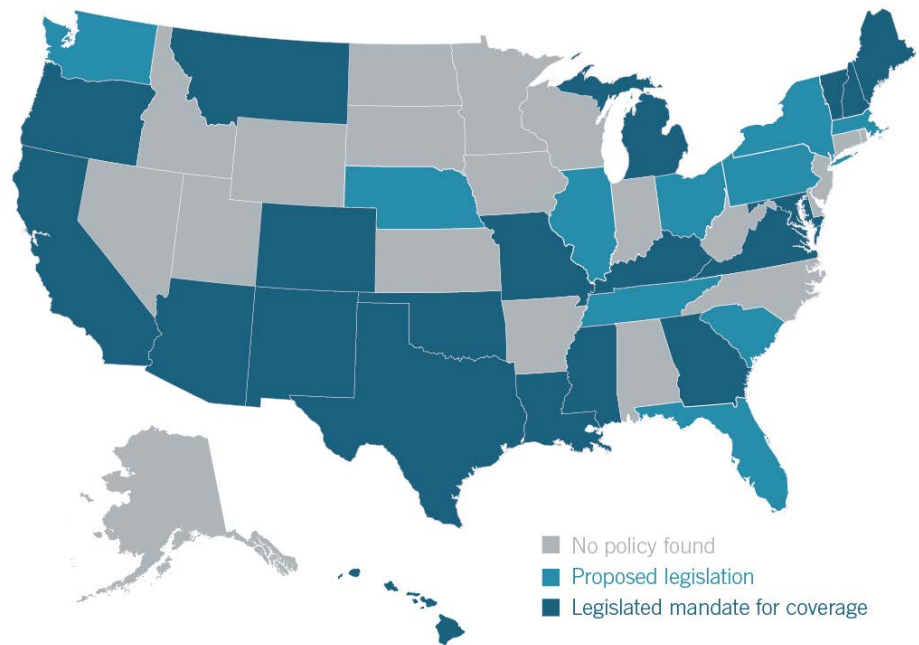 No policy found
Proposed legislation
Legislated mandate for coverage